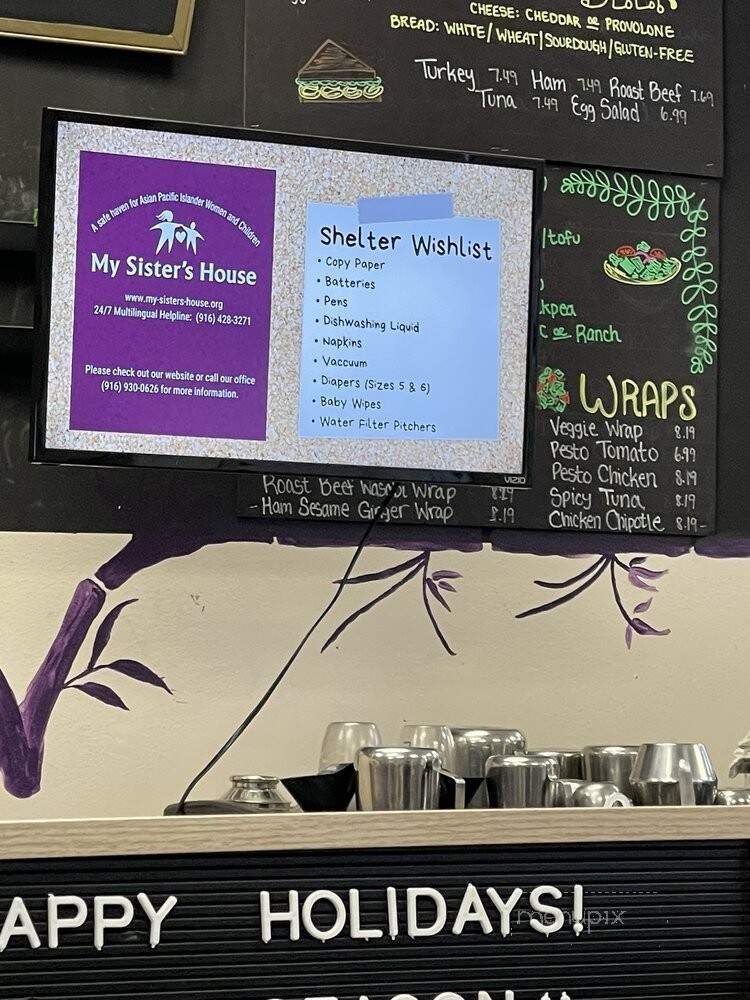 CHEESE: CHEDDAR or PROVOLONE
BREAD: WHITE/WHEAT/SOURDOUGH/GLUTEN-FREE
Turkey 7.49 Ham 7.49 Roast Beef 7.69
Tuna 7.49 Egg Salad 6.99
A safe haven for Asian Pacific Islander Women and Children
My Sister's House
www.my-sisters-house.org
24/7 Multilingual Helpline: (916) 428-3271
Please check out our website or call our office
(916) 930-0626 for more information.
Shelter Wishlist
• Copy Paper
• Batteries
• Pens
• Dishwashing Liquid
• Napkins
• Vaccuum
• Diapers (Sizes 5 & 6)
• Baby Wipes
• Water Filter Pitchers
VIZIO
/tofu
kpea
or Ranch
WRAPS
Veggie Wrap 8.19
Pesto Tomato 6.99
Pesto Chicken 8.19
Spicy Tuna 8.19
Chicken Chipotle 8.19-
Roast Beef Wasabi Wrap
-Ham Sesame Ginger Wrap 8.19
APPY HOLIDAYS!
menupix